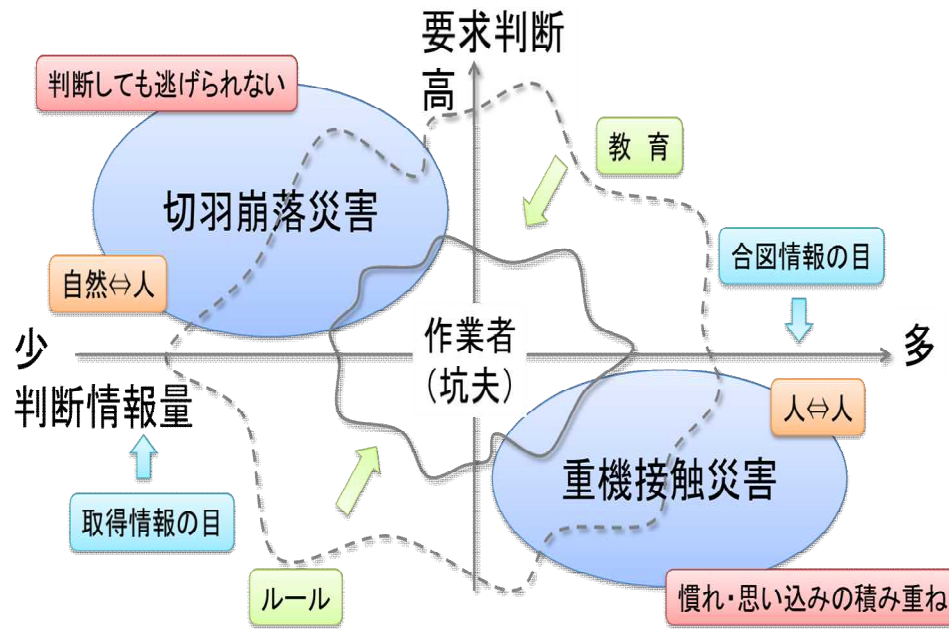 要求判断
高
判断しても逃げられない
教 育
切羽崩落災害
合図情報の目
自然⇔人
少
作業者
(坑夫)
多
判断情報量
人⇔人
重機接触災害
取得情報の目
ルール
慣れ・思い込みの積み重ね